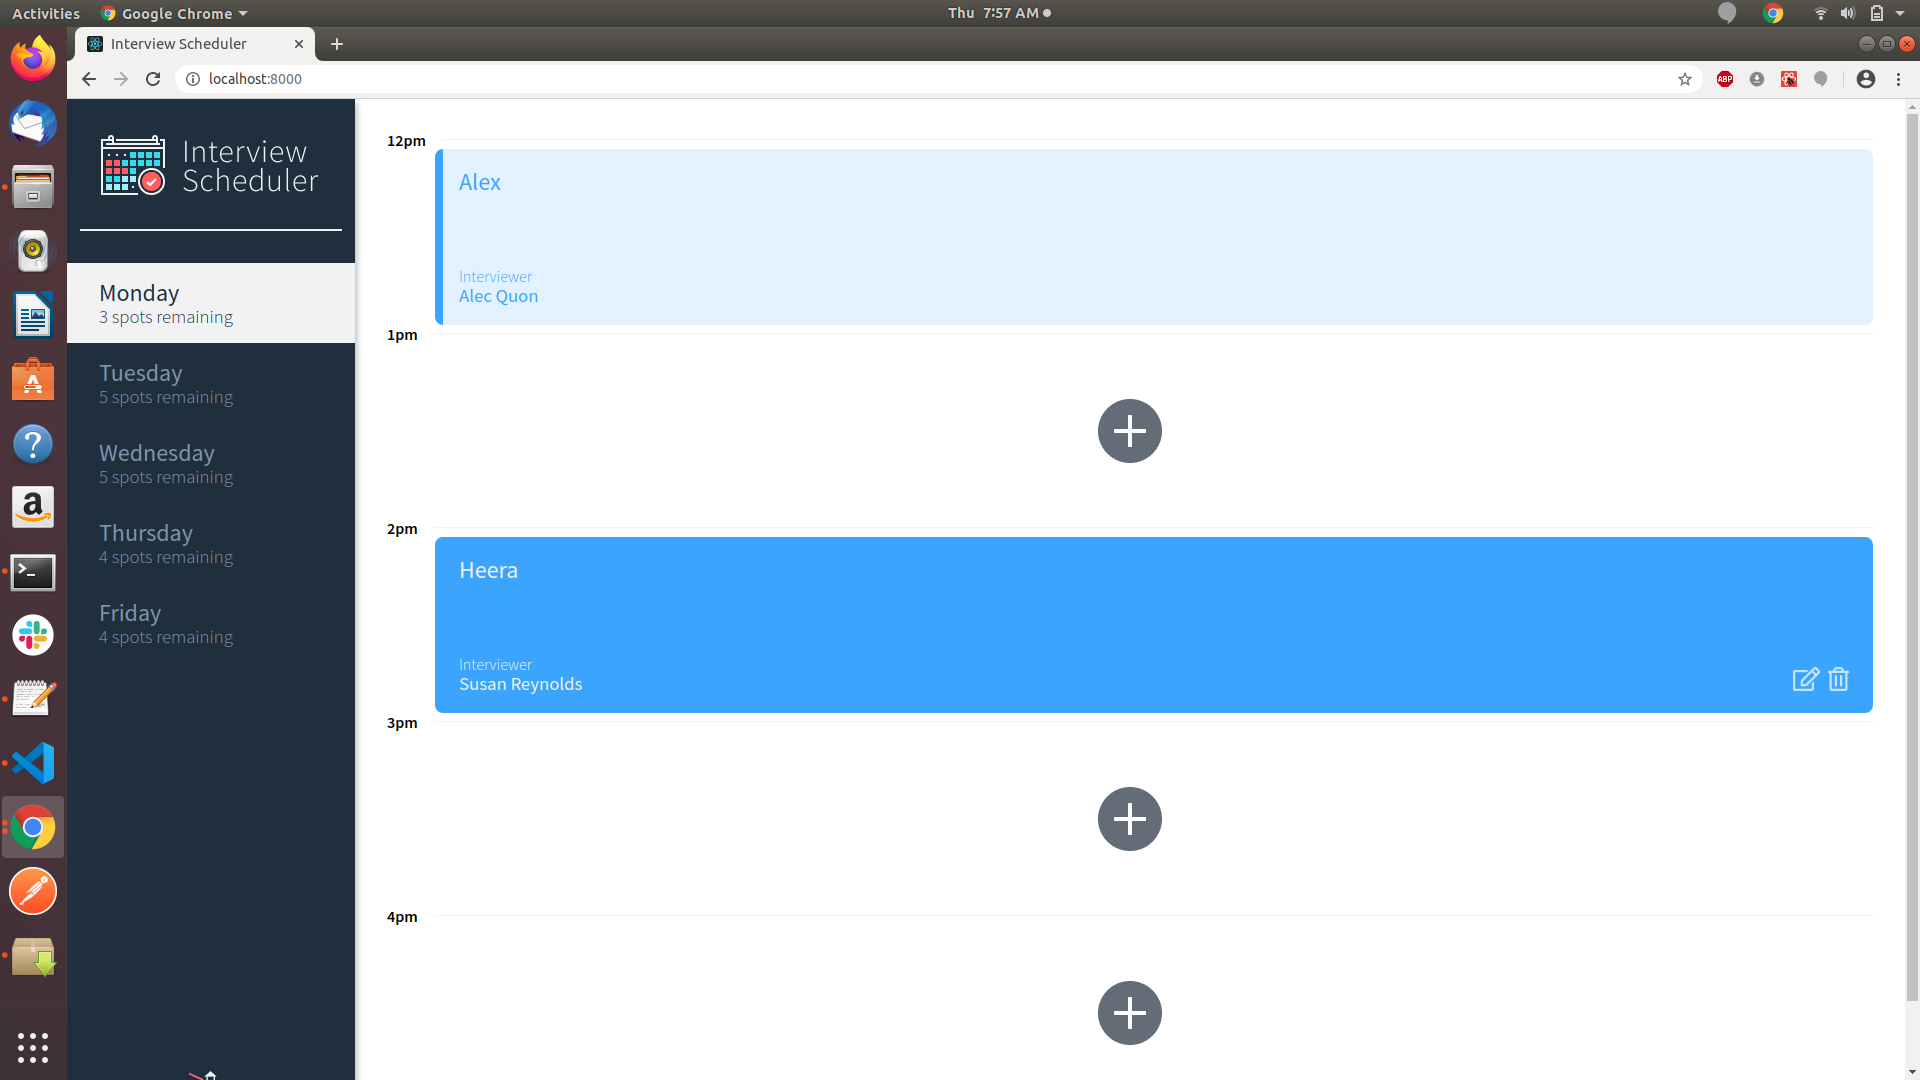 Activities
Google Chrome
Thu 7:57 AM
Interview Scheduler
localhost:8000
ABP
Interview
Scheduler
Monday
3 spots remaining
Tuesday
5 spots remaining
Wednesday
5 spots remaining
Thursday
4 spots remaining
Friday
4 spots remaining
12pm
Alex
Interviewer
Alec Quon
1pm
2pm
Heera
Interviewer
Susan Reynolds
3pm
4pm